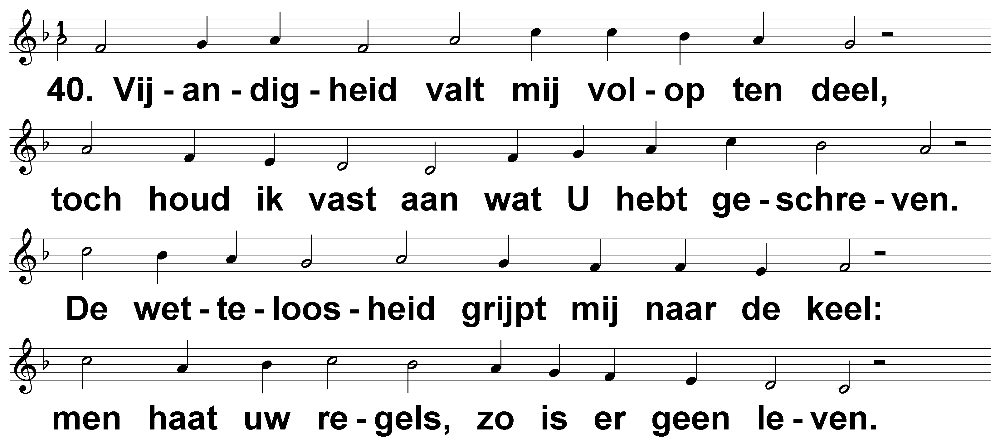 1
40. Vij - an - dig - heid valt mij vol - op ten deel,
toch houd ik vast aan wat U hebt ge - schre - ven.
De wet - te - loos - heid grijpt mij naar de keel:
men haat uw re - gels, zo is er geen le - ven.